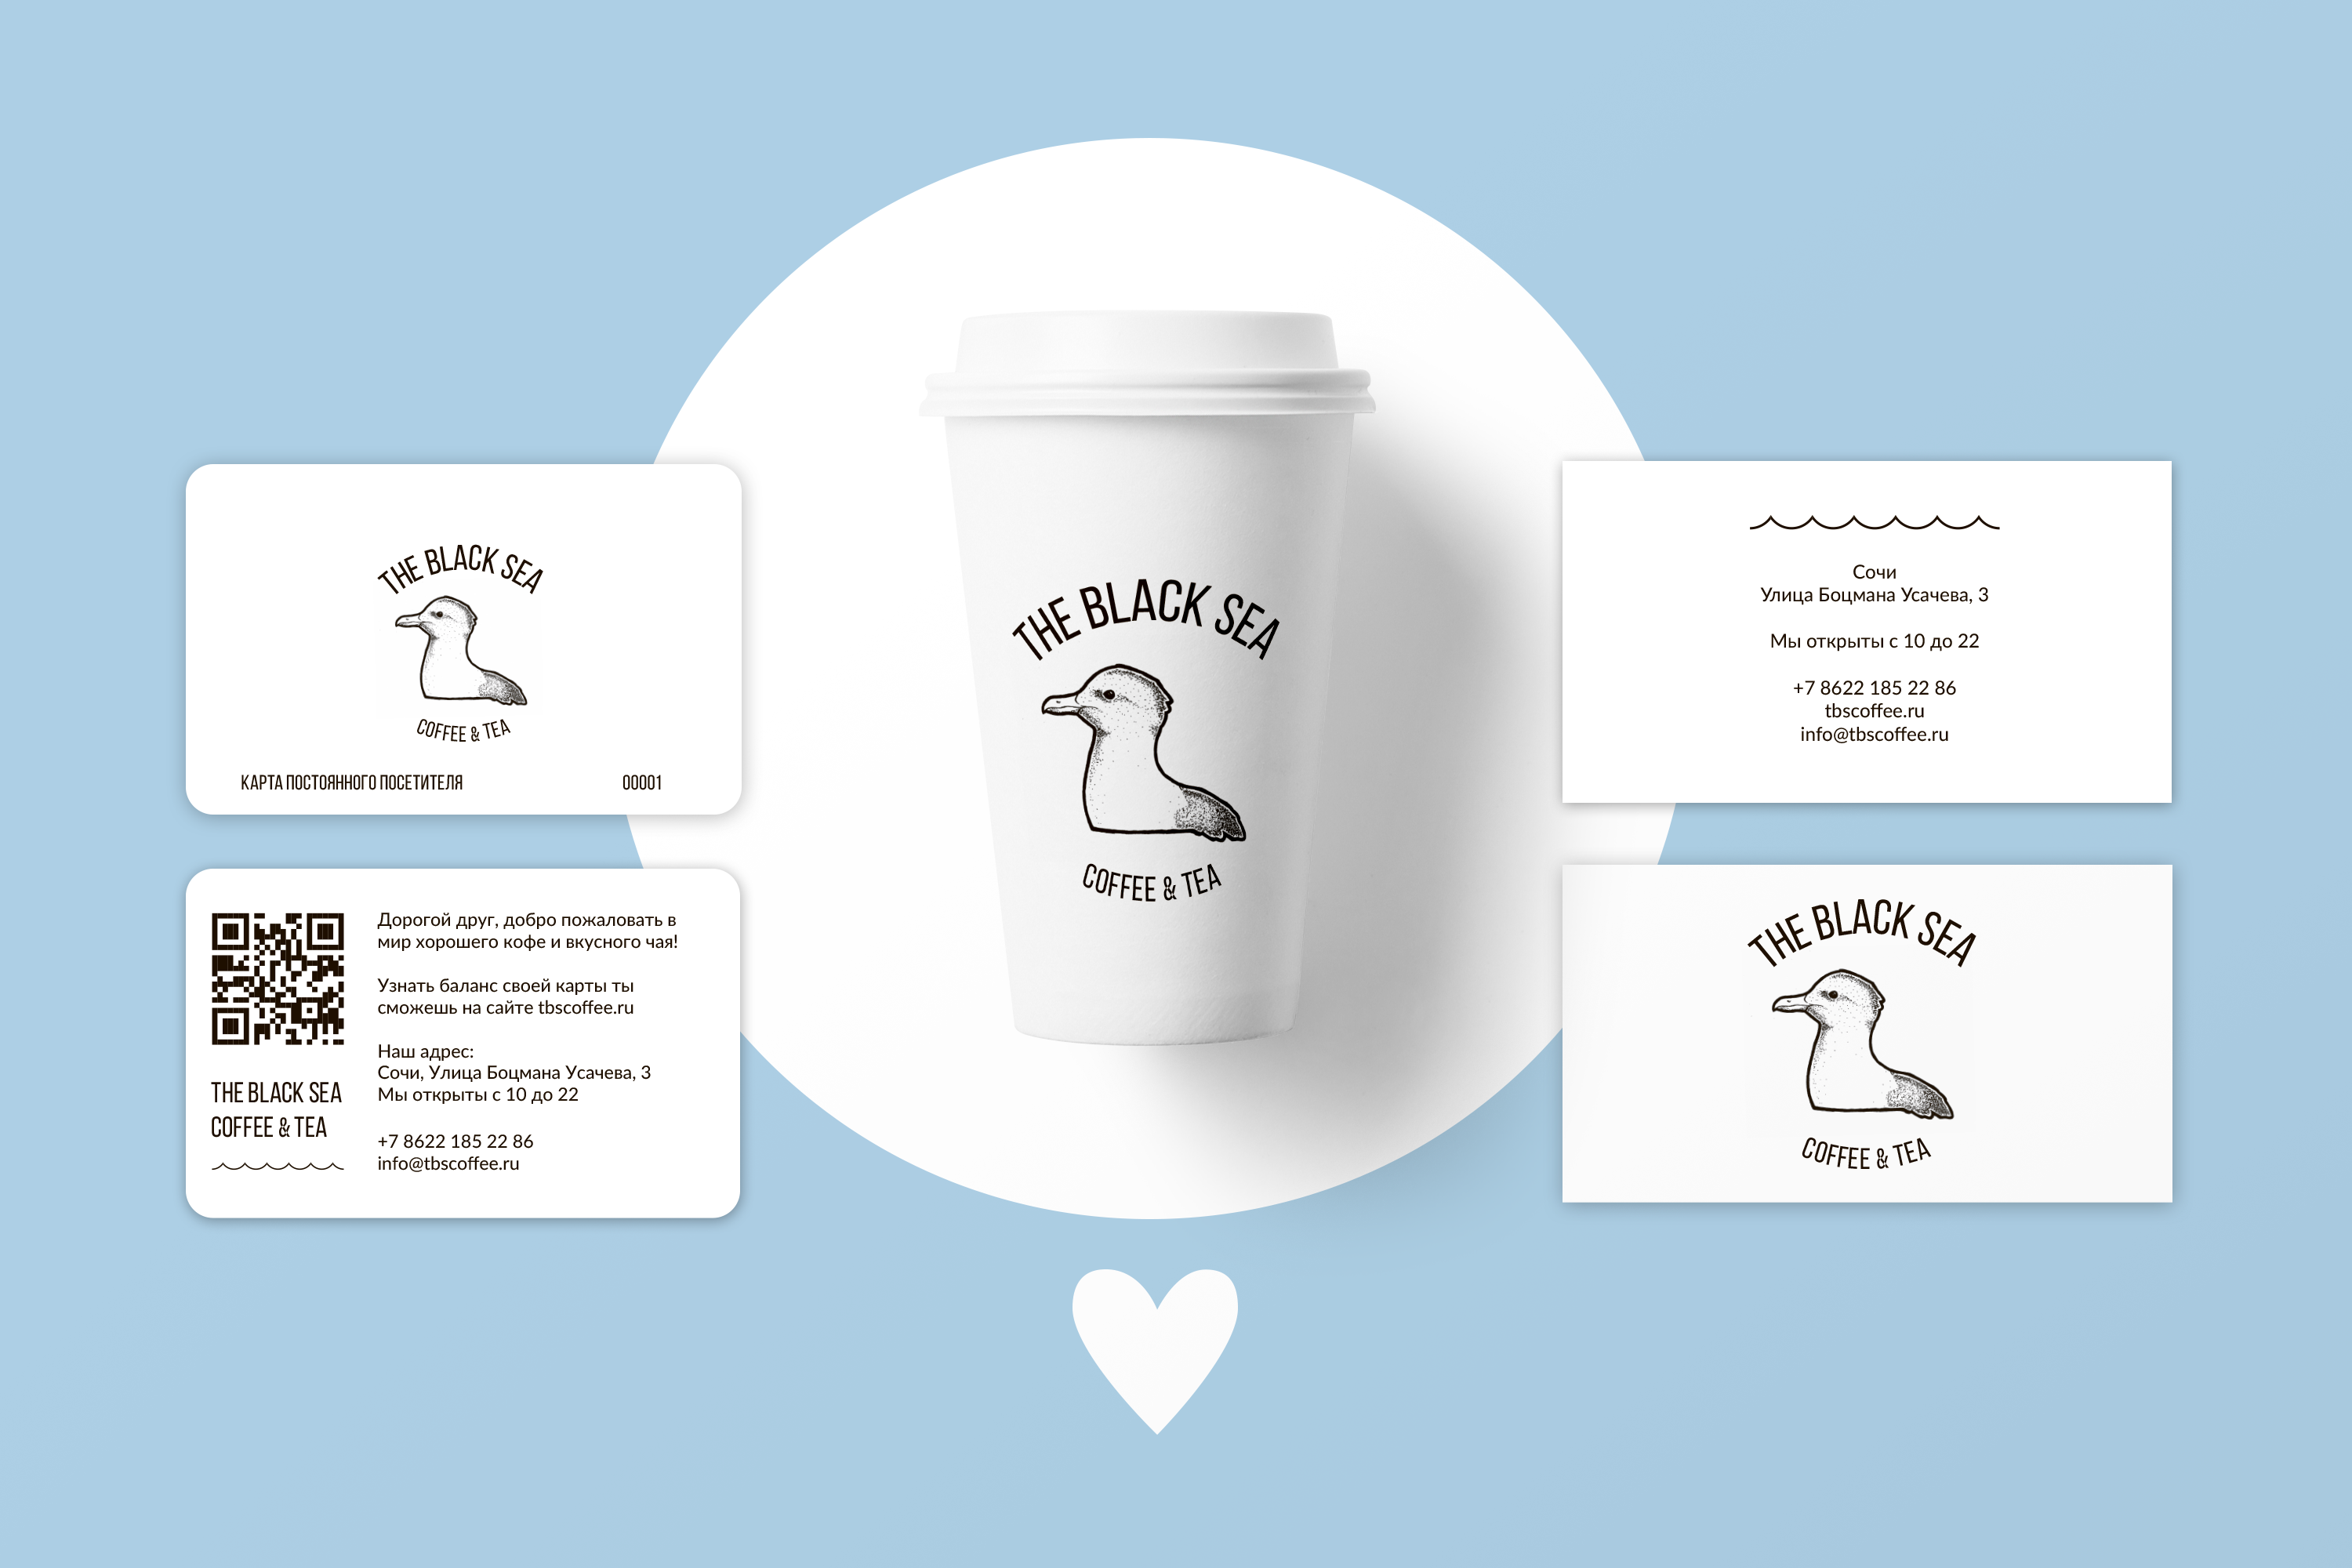 THE BLACK SEA
COFFEE & TEA
КАРТА ПОСТОЯННОГО ПОСЕТИТЕЛЯ 00001
Дорогой друг, добро пожаловать в
мир хорошего кофе и вкусного чая!
Узнать баланс своей карты ты
сможешь на сайте tbscoffee.ru
Наш адрес:
Сочи, Улица Боцмана Усачева, 3
Мы открыты с 10 до 22
+7 8622 185 22 86
info@tbscoffee.ru
THE BLACK SEA
COFFEE & TEA
THE BLACK SEA
COFFEE & TEA
Сочи
Улица Боцмана Усачева, 3
Мы открыты с 10 до 22
+7 8622 185 22 86
tbscoffee.ru
info@tbscoffee.ru
THE BLACK SEA
COFFEE & TEA